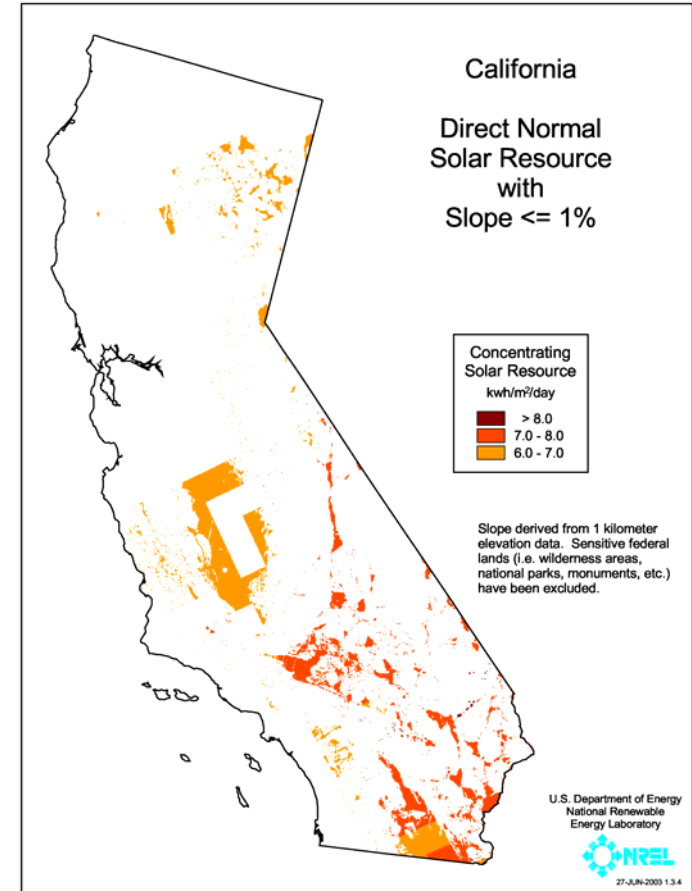 California
Direct Normal
Solar Resource
with
Slope <= 1%
Concentrating
Solar Resource
kwh/m²/day
> 8.0
7.0 - 8.0
6.0 - 7.0
Slope derived from 1 kilometer
elevation data. Sensitive federal
lands (i.e. wilderness areas,
national parks, monuments, etc.)
have been excluded.
U.S. Department of Energy
National Renewable
Energy Laboratory
NREL
27-JUN-2003 1.3.4